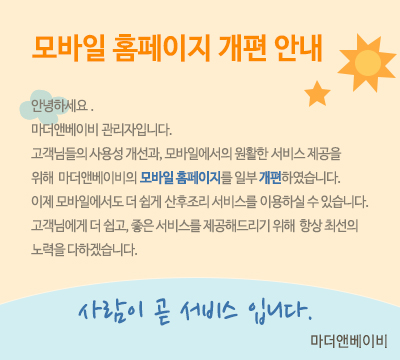 모바일 홈페이지 개편 안내
안녕하세요 .
마더앤베이비 관리자입니다.
고객님들의 사용성 개선과, 모바일에서의 원활한 서비스 제공을
위해 마더앤베이비의 모바일 홈페이지를 일부 개편하였습니다.
이제 모바일에서도 더 쉽게 산후조리 서비스를 이용하실 수 있습니다.
고객님에게 더 쉽고, 좋은 서비스를 제공해드리기 위해 항상 최선의
노력을 다하겠습니다.
사람이 곧 서비스 입니다.
마더앤베이비